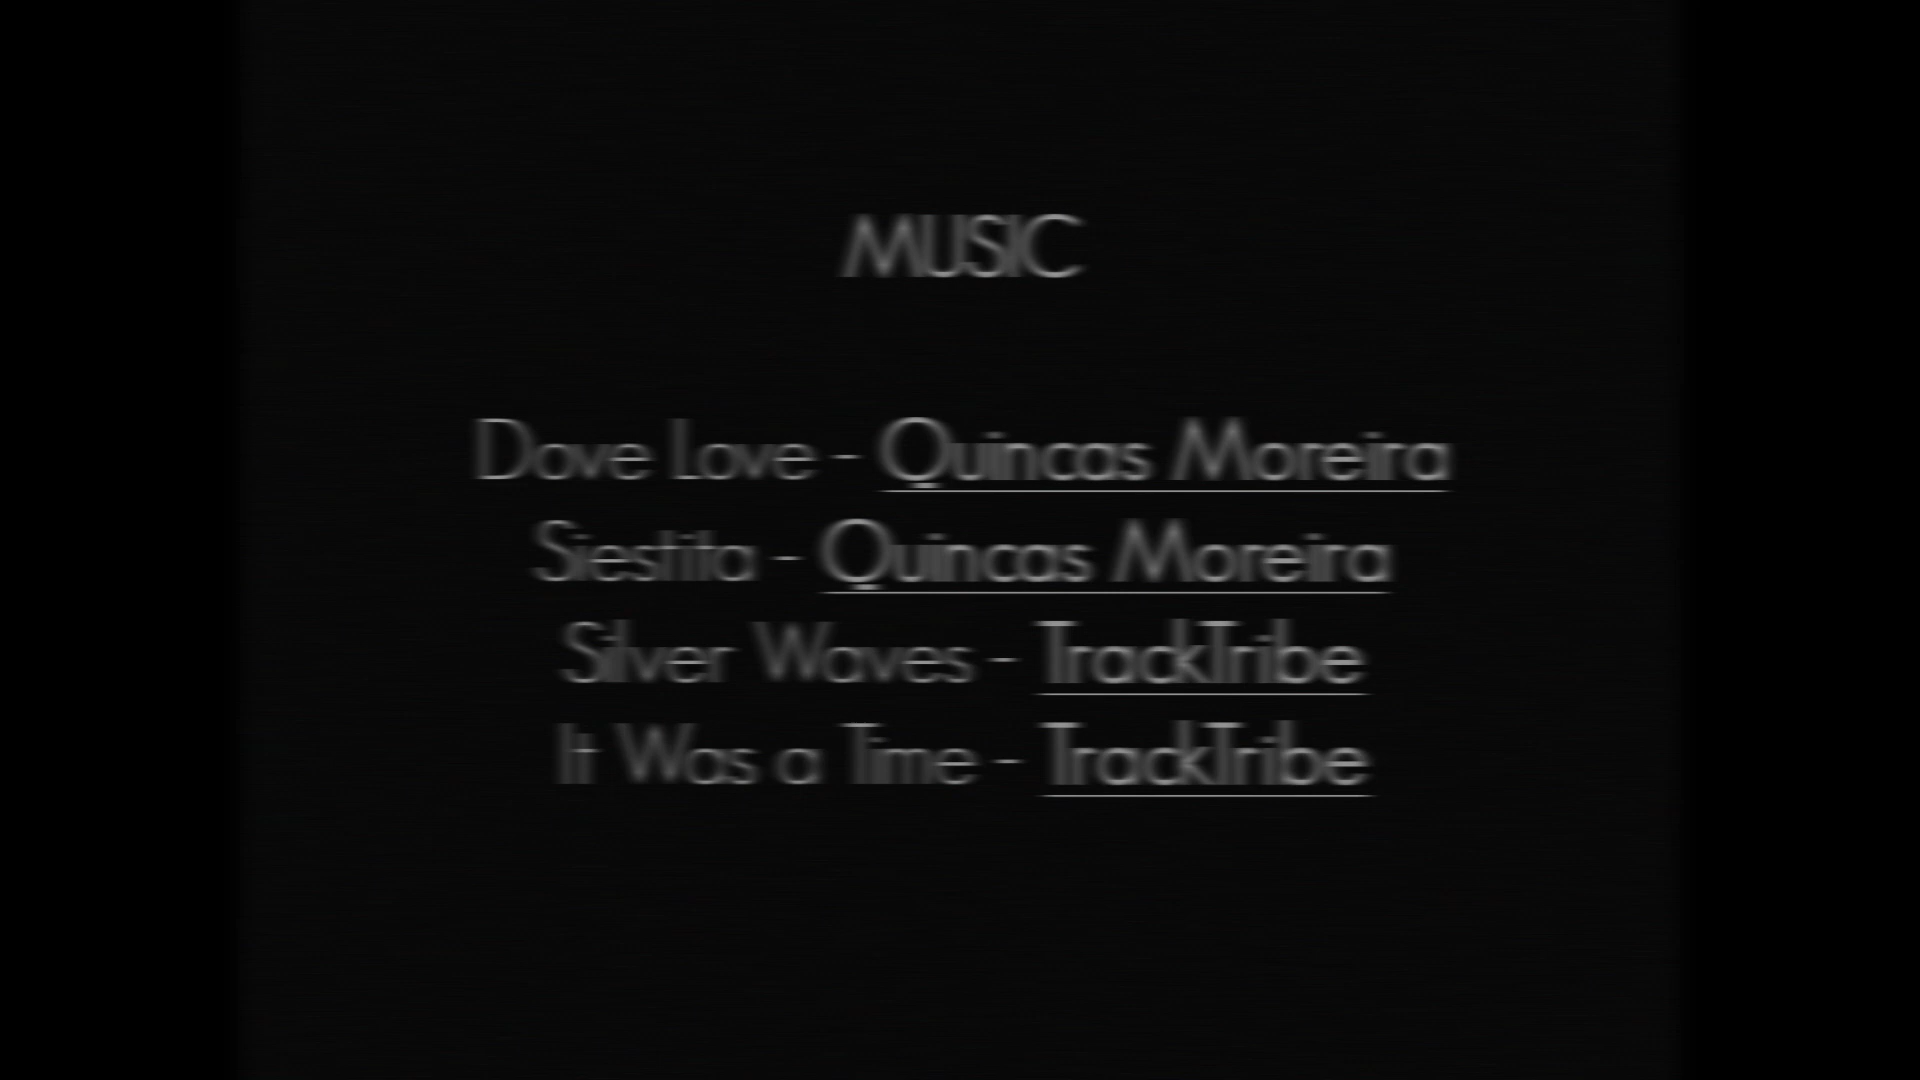 MUSIC
Dove Love - Quincas Moreira
Siestita - Quincas Moreira
Silver Waves - TrackTribe
It Was a Time - TrackTribe